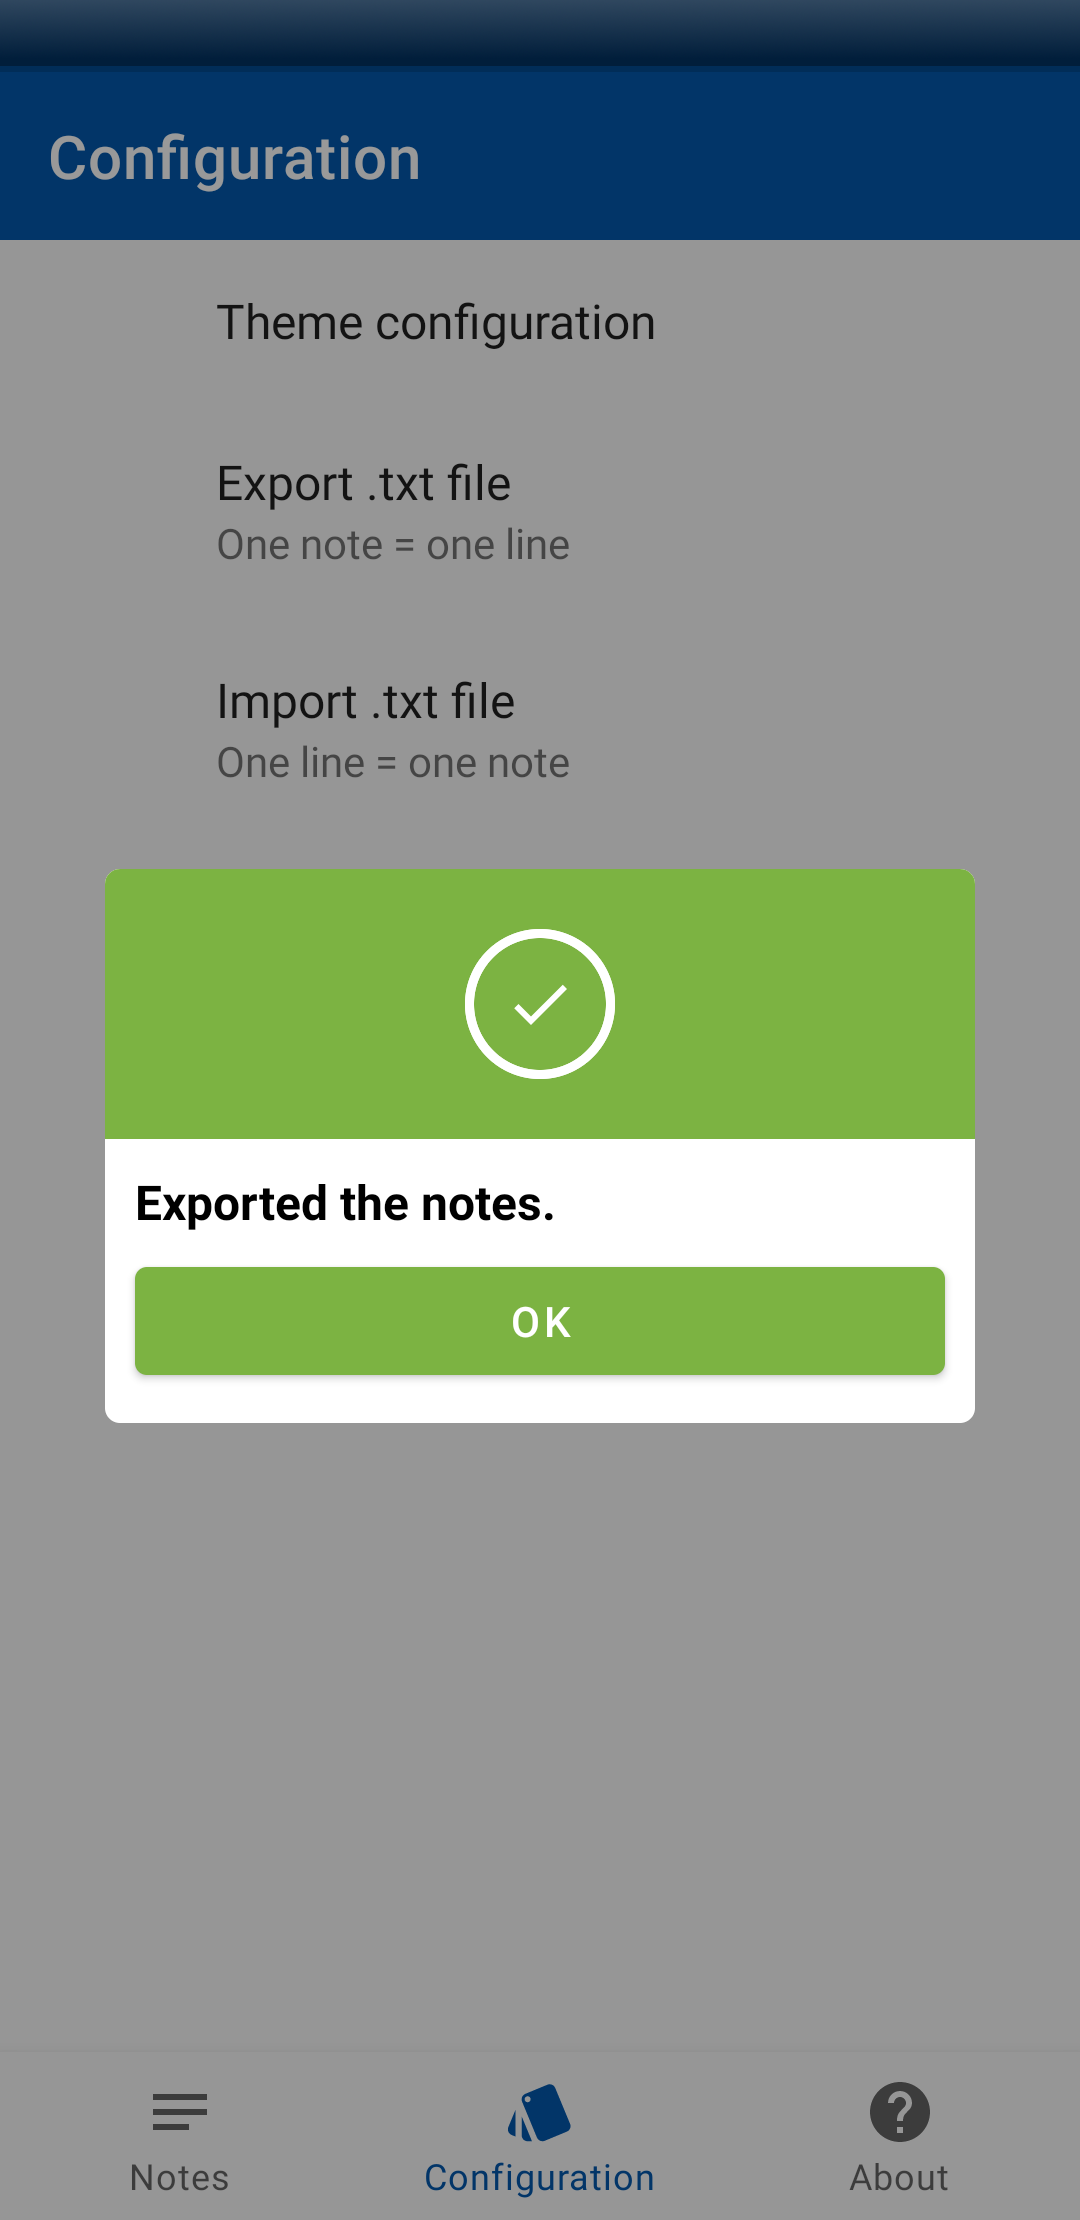 Configuration
Theme configuration
Export .txt file
One note = one line
Import .txt file
One line = one note
Exported the notes.
OK
Notes
Configuration
About